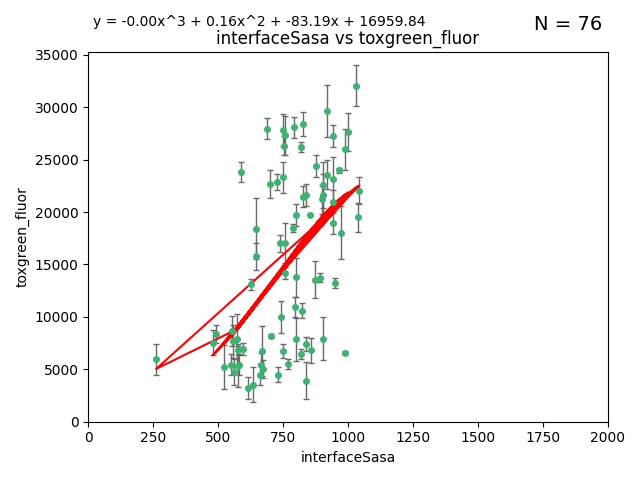 y = -0.00x^3 + 0.16x^2 + -83.19x + 16959.84
N = 76
interfaceSasa vs toxgreen_fluor
35000
30000
25000
20000
15000
10000
5000
0
toxgreen_fluor
0 250 500 750 1000 1250 1500 1750 2000
interfaceSasa